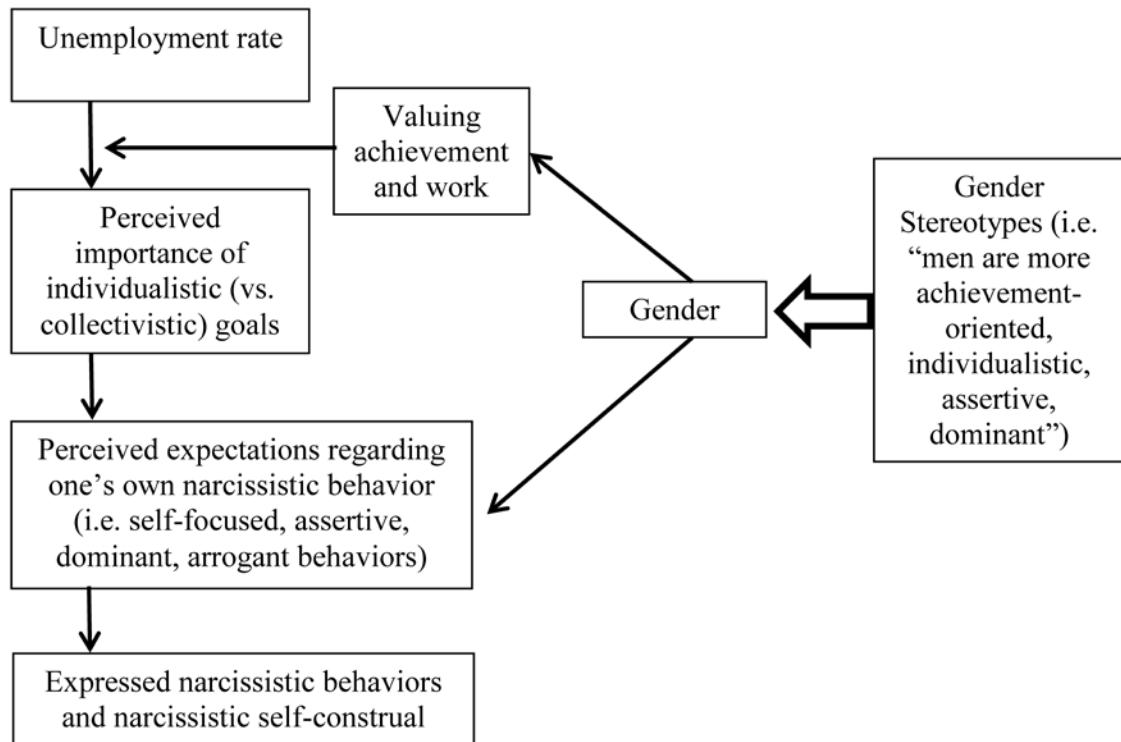 Unemployment rate
Valuing
achievement
and work
Perceived
importance of
individualistic (vs.
collectivistic) goals
Gender
Gender
Stereotypes (i.e.
“men are more
achievement-
oriented,
individualistic,
assertive,
dominant”)
Perceived expectations regarding
one’s own narcissistic behavior
(i.e. self-focused, assertive,
dominant, arrogant behaviors)
Expressed narcissistic behaviors
and narcissistic self-construal